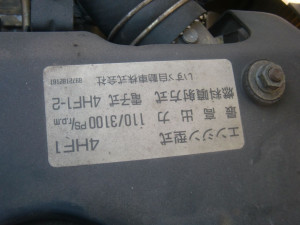 エンジン型式 4HF1
最高出力 110/3100 PS/r.p.m
燃料噴射方式 電子式 4HF1-2
いすゞ自動車株式会社